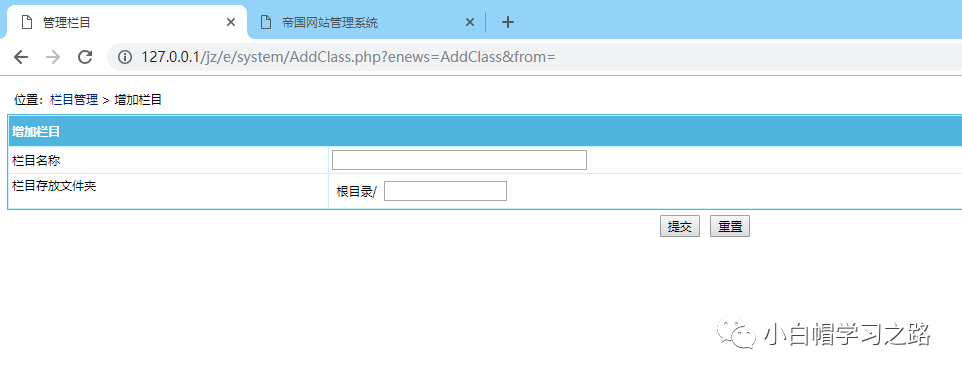 管理栏目
帝国网站管理系统
127.0.0.1/jz/e/system/AddClass.php?enews=AddClass&from=
位置：栏目管理 > 增加栏目
增加栏目
栏目名称
栏目存放文件夹
根目录/
提交 重置
小白帽学习之路